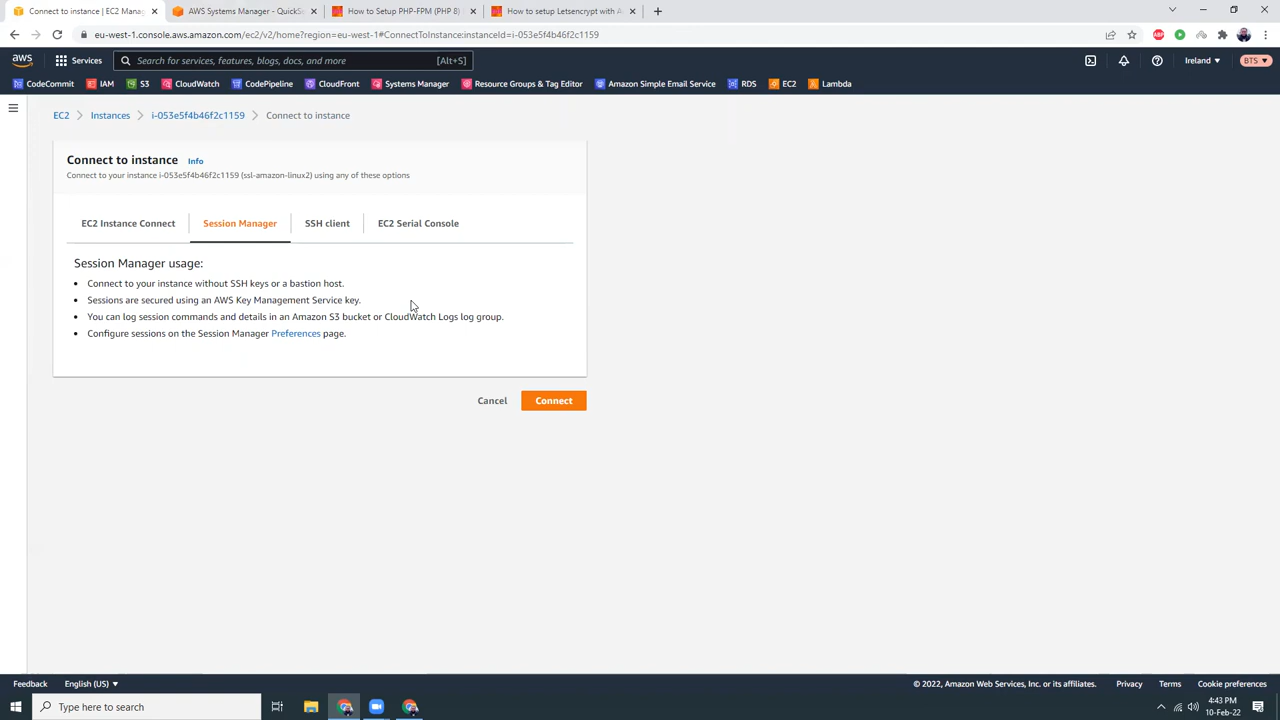 Connect to instance | EC2 Manag
AWS Systems Manager - QuickSe
How to Setup PHP-FPM (PHP 8)
How to setup Letsencrypt with A
eu-west-1.console.aws.amazon.com/ec2/v2/home?region=eu-west-1#ConnectToInstance:instanceId=i-053e5f4b46f2c1159
ABP
aws
Services
Search for services, features, blogs, docs, and more
[Alt+S]
Ireland
BTS
CodeCommit
IAM
S3
CloudWatch
CodePipeline
CloudFront
Systems Manager
Resource Groups & Tag Editor
Amazon Simple Email Service
RDS
EC2
Lambda
EC2
Instances
i-053e5f4b46f2c1159
Connect to instance
Connect to instance Info
Connect to your instance i-053e5f4b46f2c1159 (ssl-amazon-linux2) using any of these options
EC2 Instance Connect
Session Manager
SSH client
EC2 Serial Console
Session Manager usage:
Connect to your instance without SSH keys or a bastion host.
Sessions are secured using an AWS Key Management Service key.
You can log session commands and details in an Amazon S3 bucket or CloudWatch Logs log group.
Configure sessions on the Session Manager Preferences page.
Cancel
Connect
Feedback
English (US)
© 2022, Amazon Web Services, Inc. or its affiliates.
Privacy
Terms
Cookie preferences
Type here to search
4:43 PM
10-Feb-22